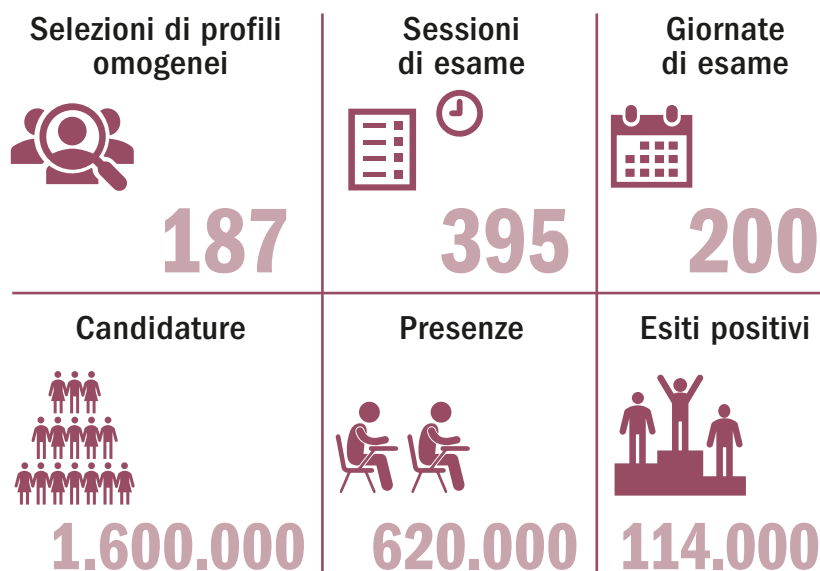 Selezioni di profili
omogenei
187
Sessioni
di esame
395
Giornate
di esame
200
Candidature
1.600.000
Presenze
620.000
Esiti positivi
114.000